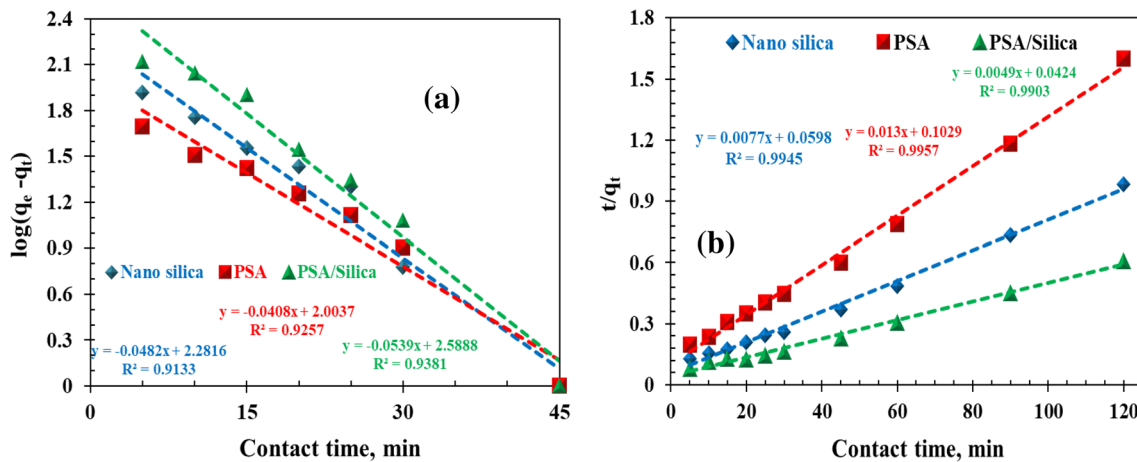 2.4
2.1
1.8
1.5
1.2
0.9
0.6
0.3
0
log(qe -qt)
(a)
Nano silica PSA PSA/Silica
y = -0.0408x + 2.0037
R² = 0.9257
y = -0.0482x + 2.2816
R² = 0.9133
y = -0.0539x + 2.5888
R² = 0.9381
0 15 30 45
Contact time, min
1.8
1.5
1.2
0.9
0.6
0.3
0
t/qt
Nano silica PSA PSA/Silica
y = 0.0049x + 0.0424
R² = 0.9903
y = 0.0077x + 0.0598
R² = 0.9945
y = 0.013x + 0.1029
R² = 0.9957
(b)
0 20 40 60 80 100 120
Contact time, min